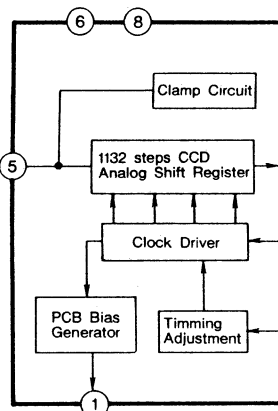 6 8
Clamp Circuit
5
1132 steps CCD
Analog Shift Register
Clock Driver
PCB Bias
Generator
Timming
Adjustment
1